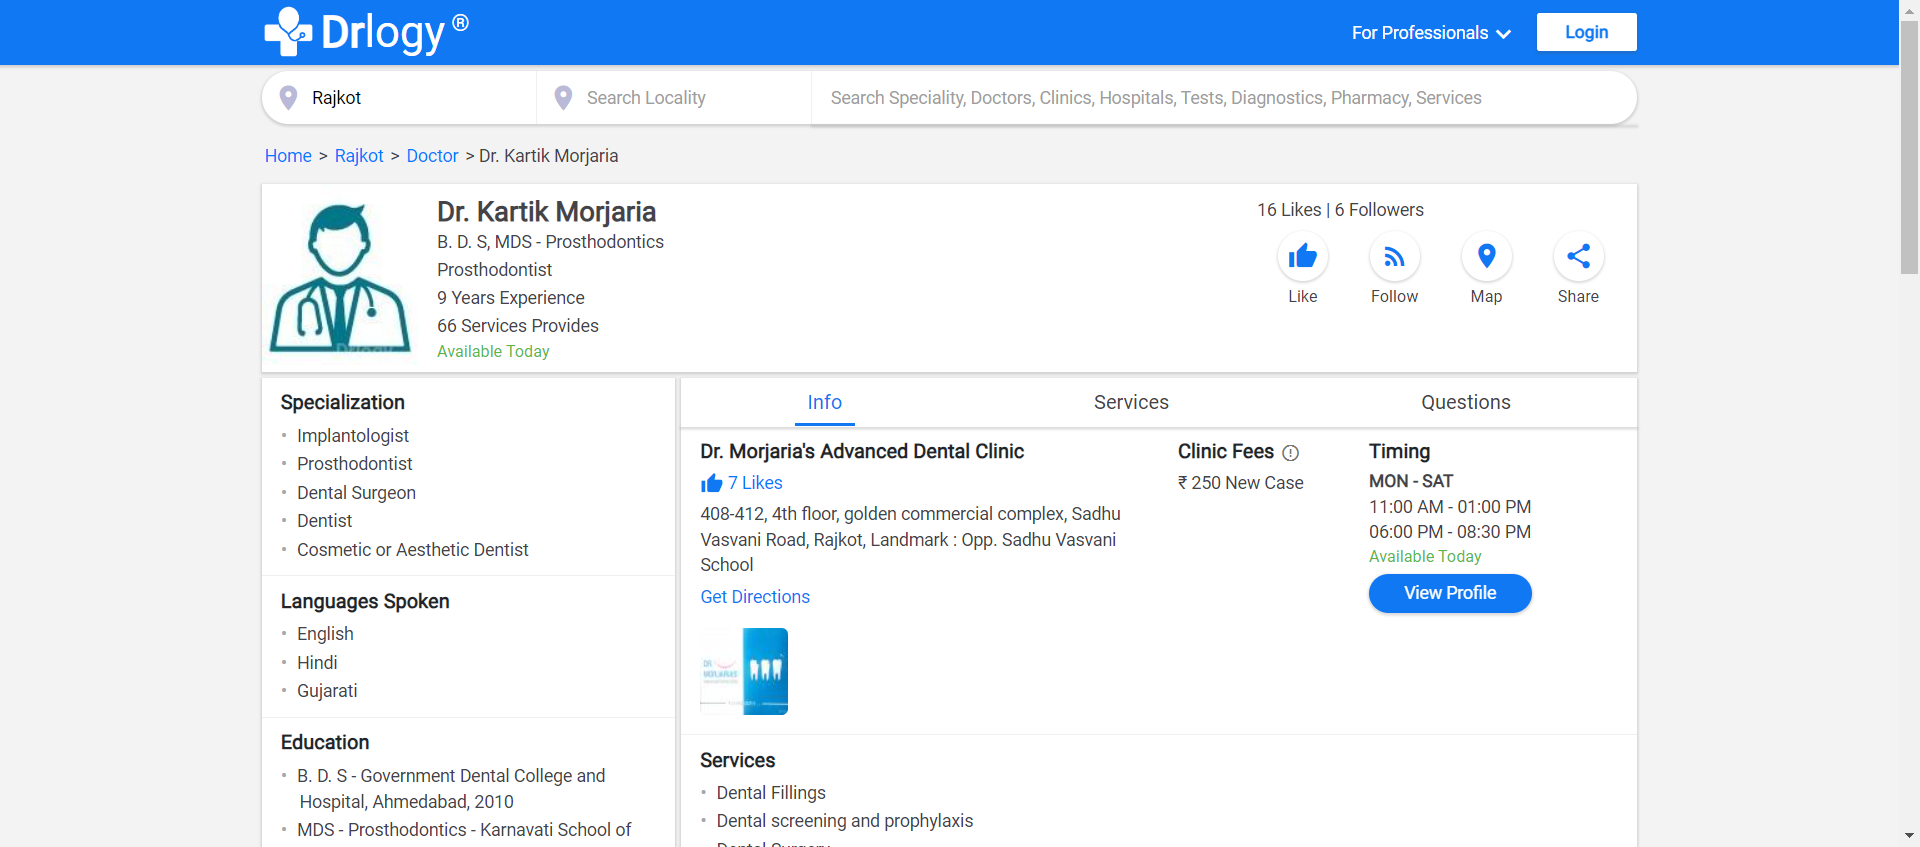 Drlogy ®
For Professionals
Login
Rajkot
Search Locality
Search Speciality, Doctors, Clinics, Hospitals, Tests, Diagnostics, Pharmacy, Services
Home > Rajkot > Doctor > Dr. Kartik Morjaria
Dr. Kartik Morjaria
B. D. S, MDS - Prosthodontics
Prosthodontist
9 Years Experience
66 Services Provides
Available Today
16 Likes | 6 Followers
Like
Follow
Map
Share
Specialization
• Implantologist
• Prosthodontist
• Dental Surgeon
• Dentist
• Cosmetic or Aesthetic Dentist
Languages Spoken
• English
• Hindi
• Gujarati
Education
• B. D. S - Government Dental College and
Hospital, Ahmedabad, 2010
• MDS - Prosthodontics - Karnavati School of
Info
Services
Questions
Dr. Morjaria's Advanced Dental Clinic
7 Likes
408-412, 4th floor, golden commercial complex, Sadhu
Vasvani Road, Rajkot, Landmark : Opp. Sadhu Vasvani
School
Get Directions
Clinic Fees
₹ 250 New Case
Timing
MON - SAT
11:00 AM - 01:00 PM
06:00 PM - 08:30 PM
Available Today
View Profile
DR.
MORJARIA'S
Services
• Dental Fillings
• Dental screening and prophylaxis
Dental Surgery